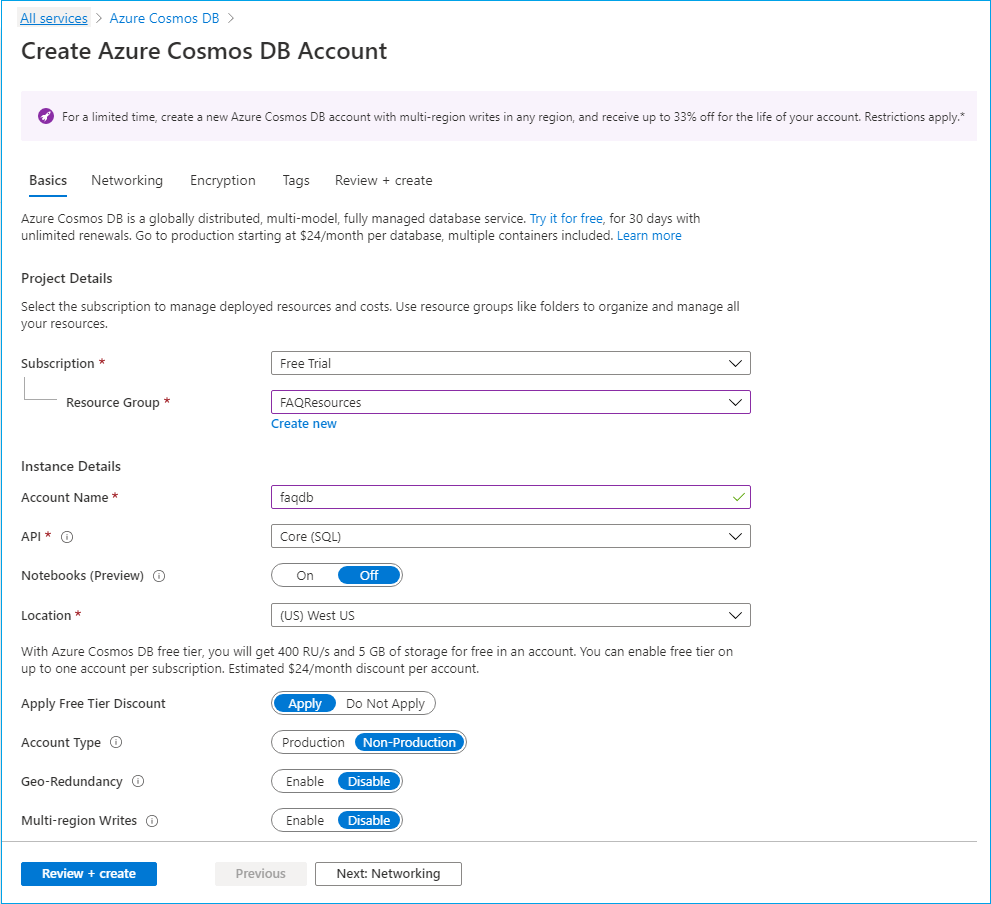 All services > Azure Cosmos DB >
Create Azure Cosmos DB Account
For a limited time, create a new Azure Cosmos DB account with multi-region writes in any region, and receive up to 33% off for the life of your account. Restrictions apply.*
Basics Networking Encryption Tags Review + create
Azure Cosmos DB is a globally distributed, multi-model, fully managed database service. Try it for free, for 30 days with
unlimited renewals. Go to production starting at $24/month per database, multiple containers included. Learn more
Project Details
Select the subscription to manage deployed resources and costs. Use resource groups like folders to organize and manage all
your resources.
Subscription * Free Trial
Resource Group * FAQResources
Create new
Instance Details
Account Name * faqdb
API * Core (SQL)
Notebooks (Preview) On Off
Location * (US) West US
With Azure Cosmos DB free tier, you will get 400 RU/s and 5 GB of storage for free in an account. You can enable free tier on
up to one account per subscription. Estimated $24/month discount per account.
Apply Free Tier Discount Apply Do Not Apply
Account Type Production Non-Production
Geo-Redundancy Enable Disable
Multi-region Writes Enable Disable
Review + create Previous Next: Networking